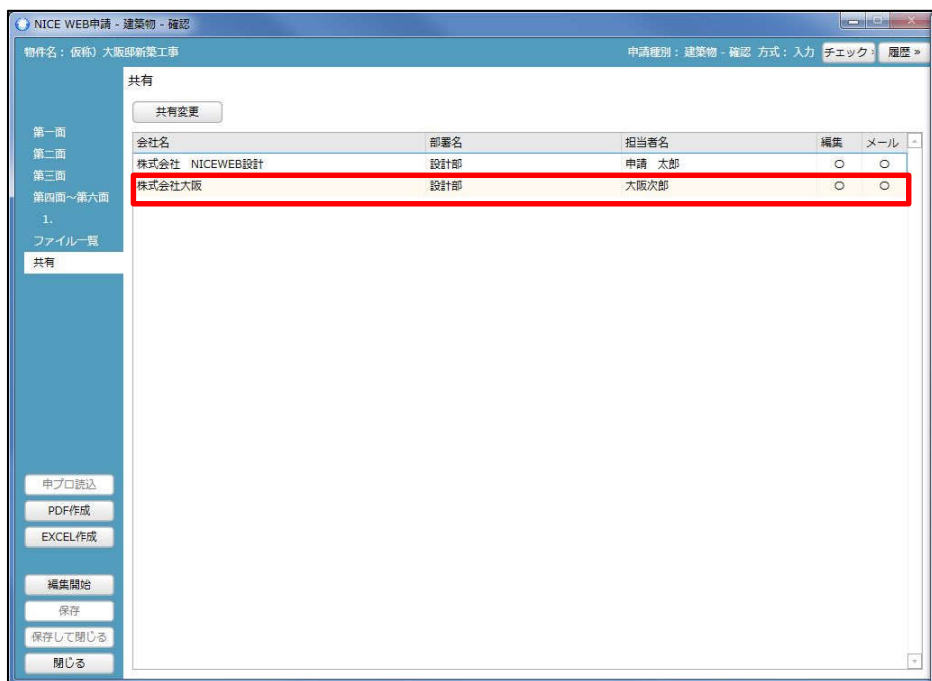 NICE WEB申請 - 建築物 - 確認
物件名： 仮称）大阪邸新築工事 申請種別： 建築物 - 確認 方式： 入力 チェック» 履歴 »
共有
共有変更
第一面
第二面
第三面
第四面～第六面
1.
ファイル一覧
共有
会社名 部署名 担当者名 編集 メール
株式会社　NICEWEB設計 設計部 申請　太郎 ○ ○
株式会社大阪 設計部 大阪次郎 ○ ○
申プロ読込
PDF作成
EXCEL作成
編集開始
保存
保存して閉じる
閉じる